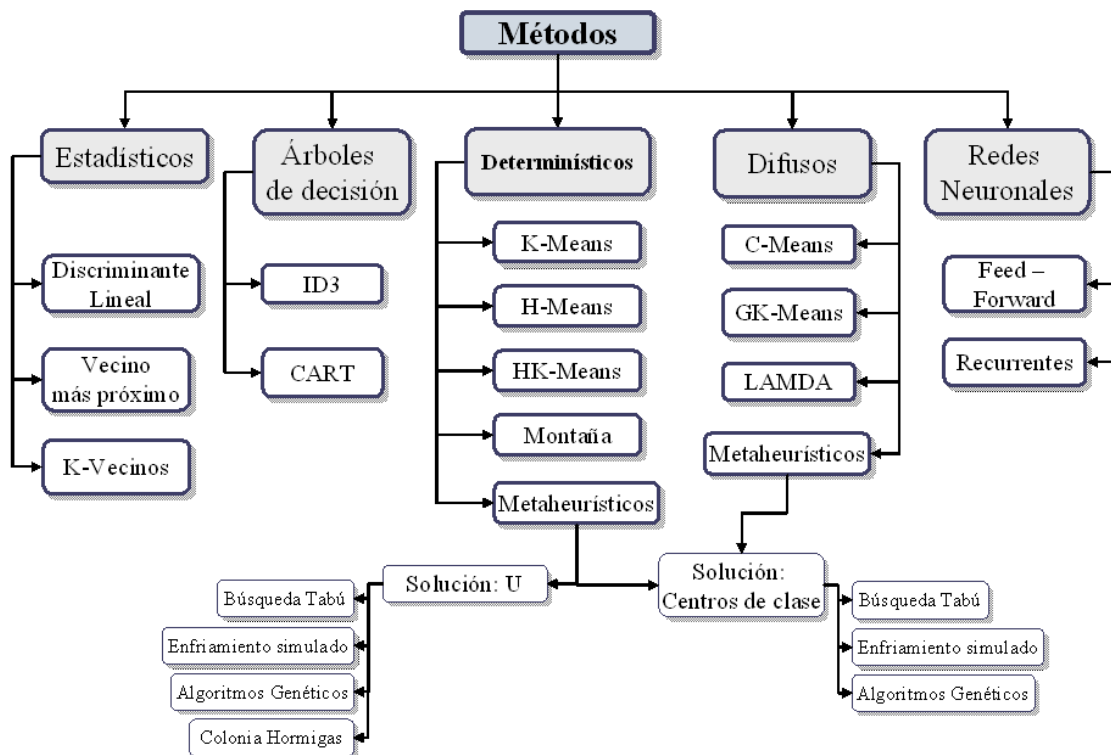 Métodos
Estadísticos
Árboles
de decisión
Determinísticos
Difusos
Redes
Neuronales
Discriminante
Lineal
Vecino
más próximo
K-Vecinos
ID3
CART
K-Means
H-Means
HK-Means
Montaña
Metaheurísticos
C-Means
GK-Means
LAMDA
Metaheurísticos
Feed –
Forward
Recurrentes
Solución: U
Búsqueda Tabú
Enfriamiento simulado
Algoritmos Genéticos
Colonia Hormigas
Solución:
Centros de clase
Búsqueda Tabú
Enfriamiento simulado
Algoritmos Genéticos